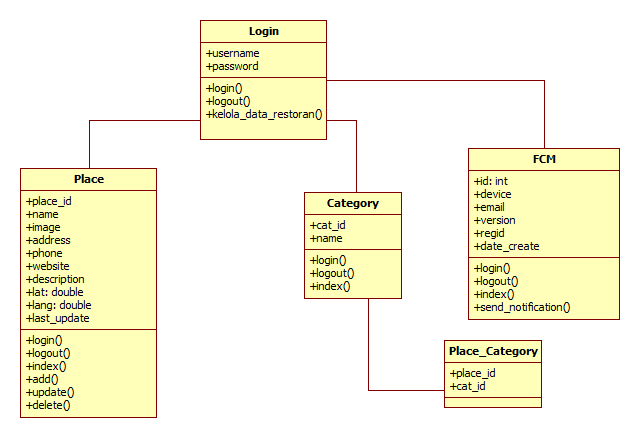 Login
+username
+password
+login()
+logout()
+kelola_data_restoran()
Place
+place_id
+name
+image
+address
+phone
+website
+description
+lat: double
+lang: double
+last_update
+login()
+logout()
+index()
+add()
+update()
+delete()
Category
+cat_id
+name
+login()
+logout()
+index()
FCM
+id: int
+device
+email
+version
+regid
+date_create
+login()
+logout()
+index()
+send_notification()
Place_Category
+place_id
+cat_id